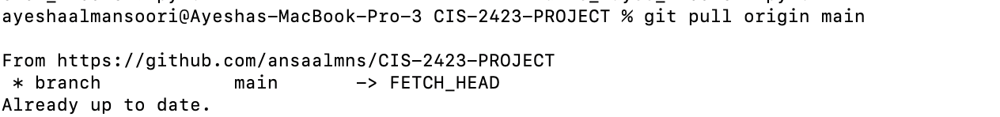 ayeshaalmansoori@Ayeshas-MacBook-Pro-3 CIS-2423-PROJECT % git pull origin main
From https://github.com/ansaalmns/CIS-2423-PROJECT
 * branch            main       -> FETCH_HEAD
Already up to date.